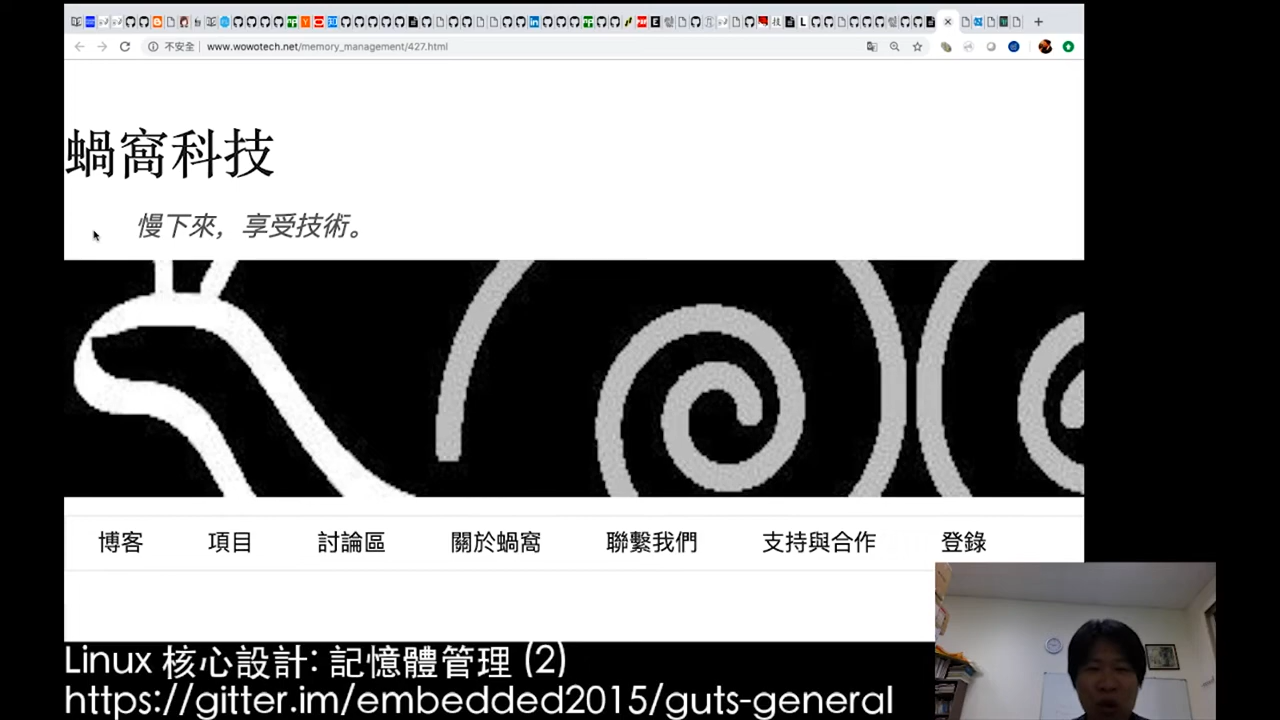 不安全 www.wowotech.net/memory_management/427.html
蝸窩科技
慢下來，享受技術。
博客 項目 討論區 關於蝸窩 聯繫我們 支持與合作 登錄
Linux 核心設計: 記憶體管理 (2)
https://gitter.im/embedded2015/guts-general